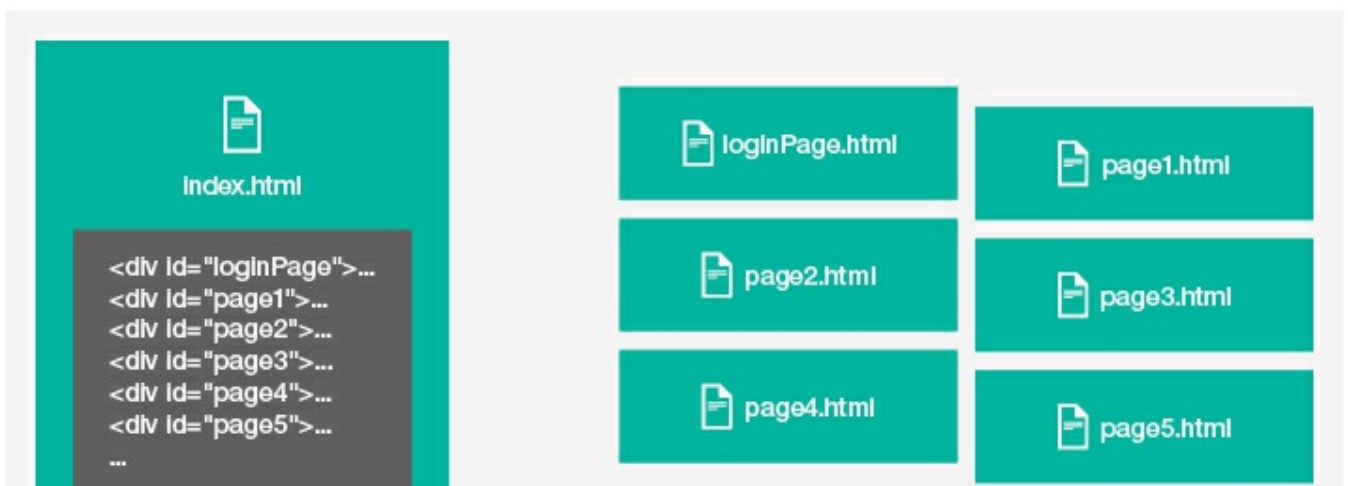 index.html
<div id="loginPage">...
<div id="page1">...
<div id="page2">...
<div id="page3">...
<div id="page4">...
<div id="page5">...
...
loginPage.html
page1.html
page2.html
page3.html
page4.html
page5.html